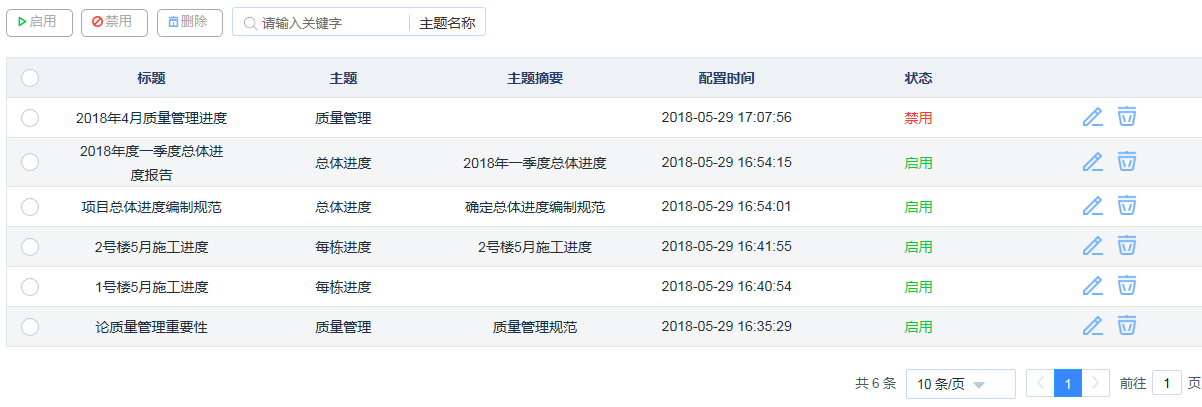 启用 禁用 删除 请输入关键字 主题名称
标题 主题 主题摘要 配置时间 状态
2018年4月质量管理进度 质量管理 2018-05-29 17:07:56 禁用
2018年度一季度总体进
度报告 总体进度 2018年一季度总体进度 2018-05-29 16:54:15 启用
项目总体进度编制规范 总体进度 确定总体进度编制规范 2018-05-29 16:54:01 启用
2号楼5月施工进度 每栋进度 2号楼5月施工进度 2018-05-29 16:41:55 启用
1号楼5月施工进度 每栋进度 2018-05-29 16:40:54 启用
论质量管理重要性 质量管理 质量管理规范 2018-05-29 16:35:29 启用
共 6 条 10 条/页 1 前往 1 页